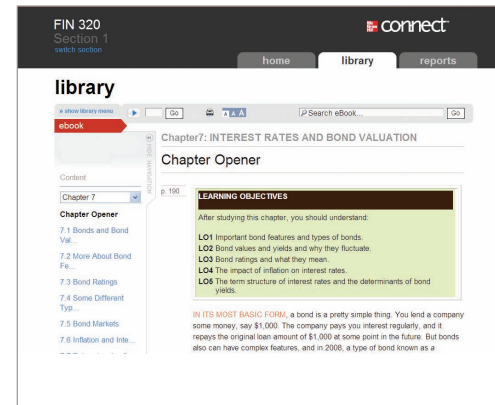 FIN 320
Section 1
switch section
connect
home library reports
library
show library menu Go A A A Search eBook... Go
ebook
HIDE NAVIGATION
Chapter7: INTEREST RATES AND BOND VALUATION
Chapter Opener
Content
Chapter 7
Chapter Opener
7.1 Bonds and Bond
Val...
7.2 More About Bond
Fe...
7.3 Bond Ratings
7.4 Some Different
Typ...
7.5 Bond Markets
7.6 Inflation and Inte...
p. 190
LEARNING OBJECTIVES
After studying this chapter, you should understand:
LO1 Important bond features and types of bonds.
LO2 Bond values and yields and why they fluctuate.
LO3 Bond ratings and what they mean.
LO4 The impact of inflation on interest rates.
LO5 The term structure of interest rates and the determinants of bond
yields.
IN ITS MOST BASIC FORM, a bond is a pretty simple thing. You lend a company
some money, say $1,000. The company pays you interest regularly, and it
repays the original loan amount of $1,000 at some point in the future. But bonds
also can have complex features, and in 2008, a type of bond known as a